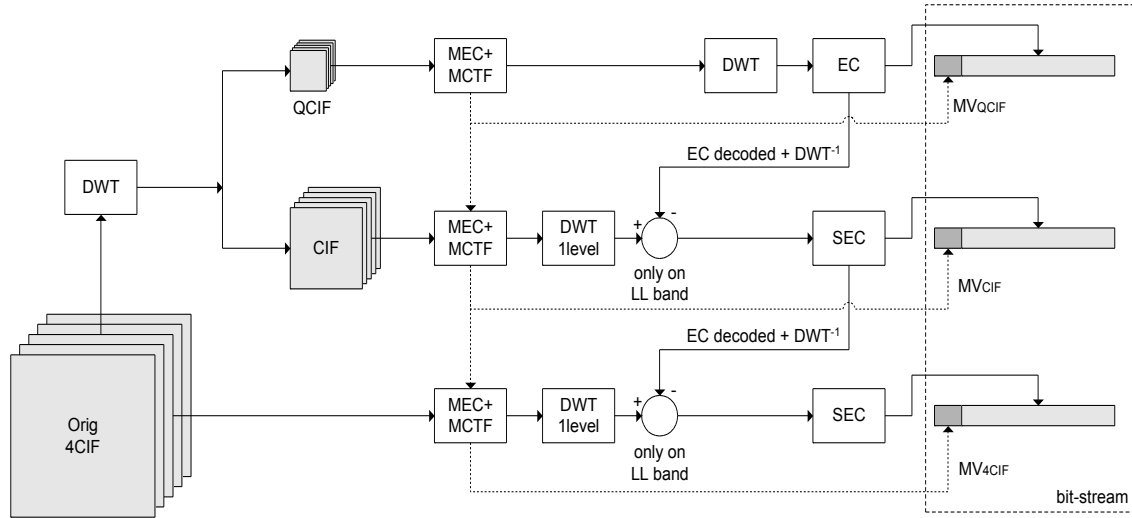 QCIF
MEC+
MCTF
DWT
EC
MVQCIF
EC decoded + DWT-1
DWT
CIF
MEC+
MCTF
DWT
1level
+
-
only on
LL band
SEC
MVCIF
EC decoded + DWT-1
Orig
4CIF
MEC+
MCTF
DWT
1level
+
-
only on
LL band
SEC
MV4CIF
bit-stream